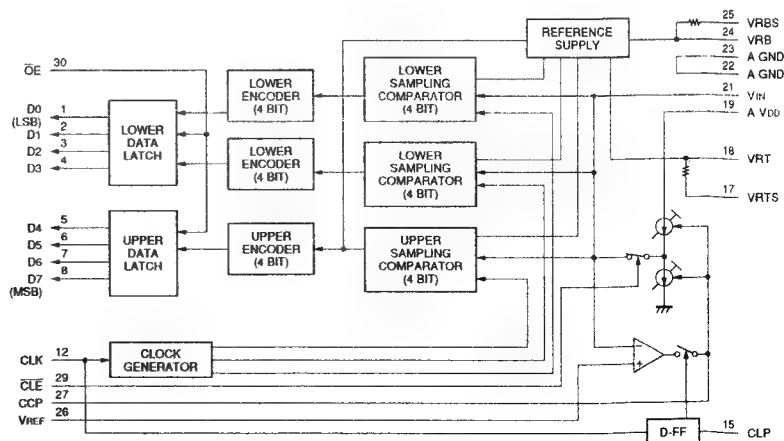 25 VRBS
24 VRB
23 A GND
22 A GND
21 VIN
19 A VDD
18 VRT
17 VRTS
REFERENCE
SUPPLY
OE 30
D0 1
(LSB)
D1 2
D2 3
D3 4
LOWER
DATA
LATCH
LOWER
ENCODER
(4 BIT)
LOWER
SAMPLING
COMPARATOR
(4 BIT)
LOWER
ENCODER
(4 BIT)
LOWER
SAMPLING
COMPARATOR
(4 BIT)
D4 5
D5 6
D6 7
D7 8
(MSB)
UPPER
DATA
LATCH
UPPER
ENCODER
(4 BIT)
UPPER
SAMPLING
COMPARATOR
(4 BIT)
CLK 12
CLOCK
GENERATOR
CLE 29
CCP 27
VREF 26
−
+
D-FF
15 CLP